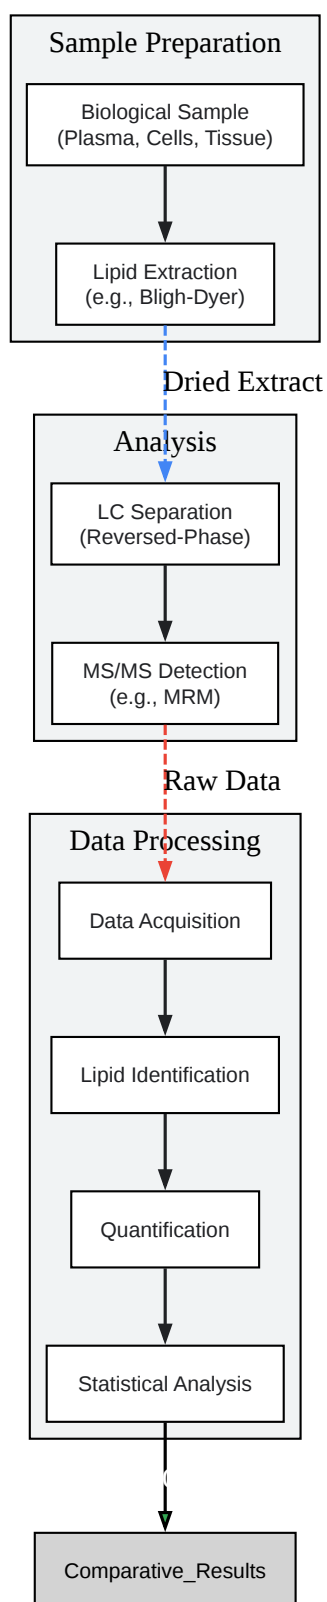 Sample Preparation
Biological Sample
(Plasma, Cells, Tissue)
Lipid Extraction
(e.g., Bligh-Dyer)
Dried Extract
Analysis
LC Separation
(Reversed-Phase)
MS/MS Detection
(e.g., MRM)
Raw Data
Data Processing
Data Acquisition
Lipid Identification
Quantification
Statistical Analysis
Comparative_Results